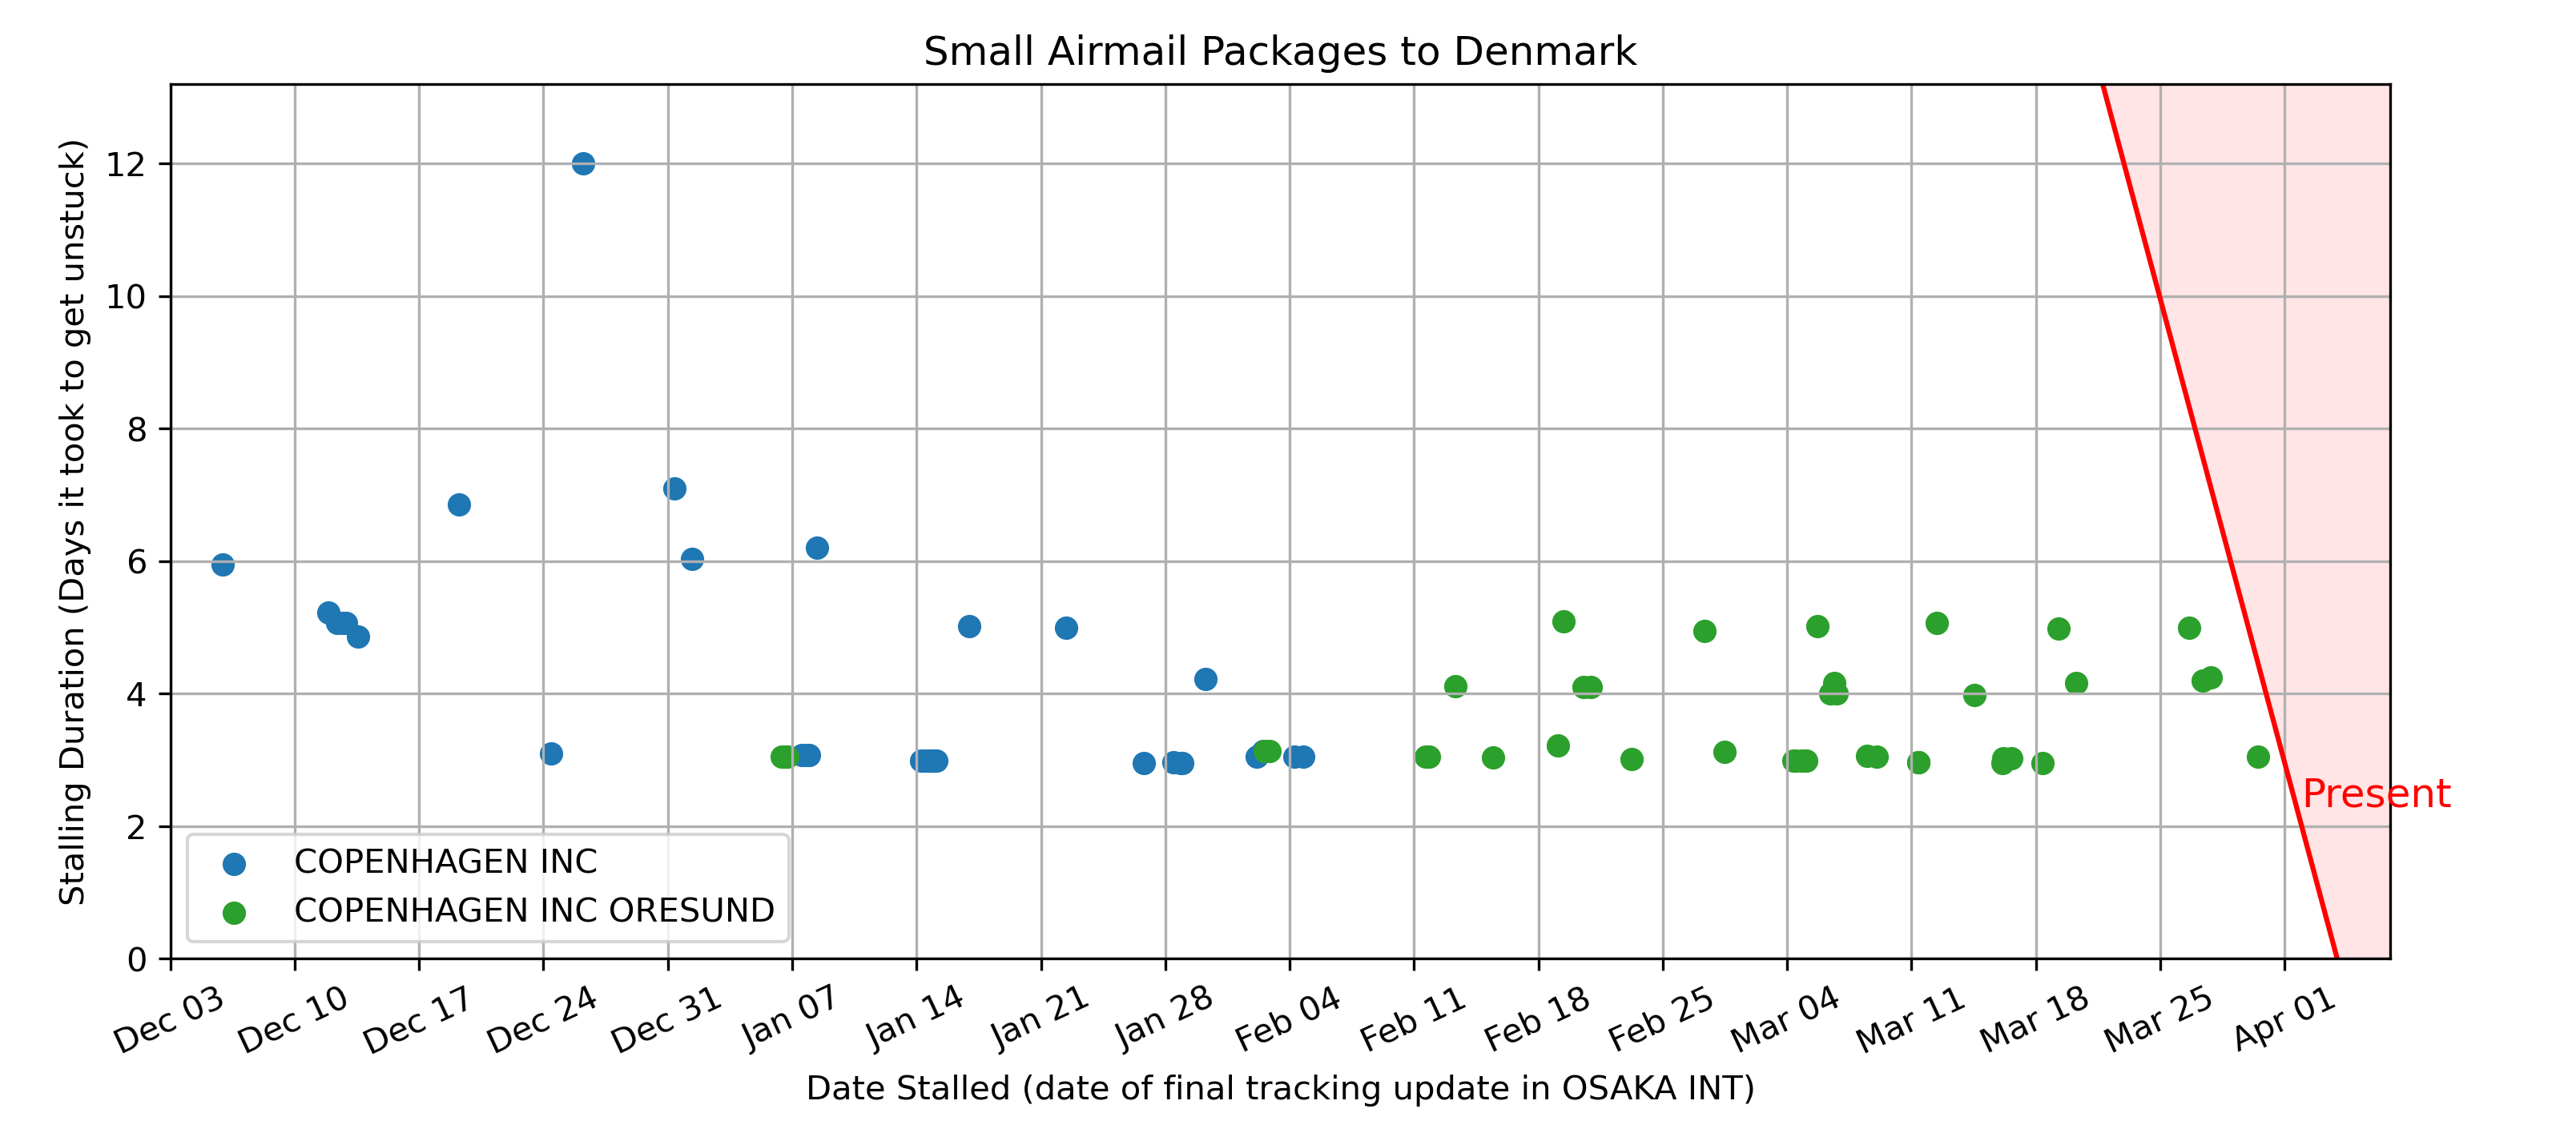 Small Airmail Packages to Denmark
Stalling Duration (Days it took to get unstuck)
12
10
8
6
4
2
0
Present
COPENHAGEN INC
COPENHAGEN INC ORESUND
Dec 03
Dec 10
Dec 17
Dec 24
Dec 31
Jan 07
Jan 14
Jan 21
Jan 28
Feb 04
Feb 11
Feb 18
Feb 25
Mar 04
Mar 11
Mar 18
Mar 25
Apr 01
Date Stalled (date of final tracking update in OSAKA INT)